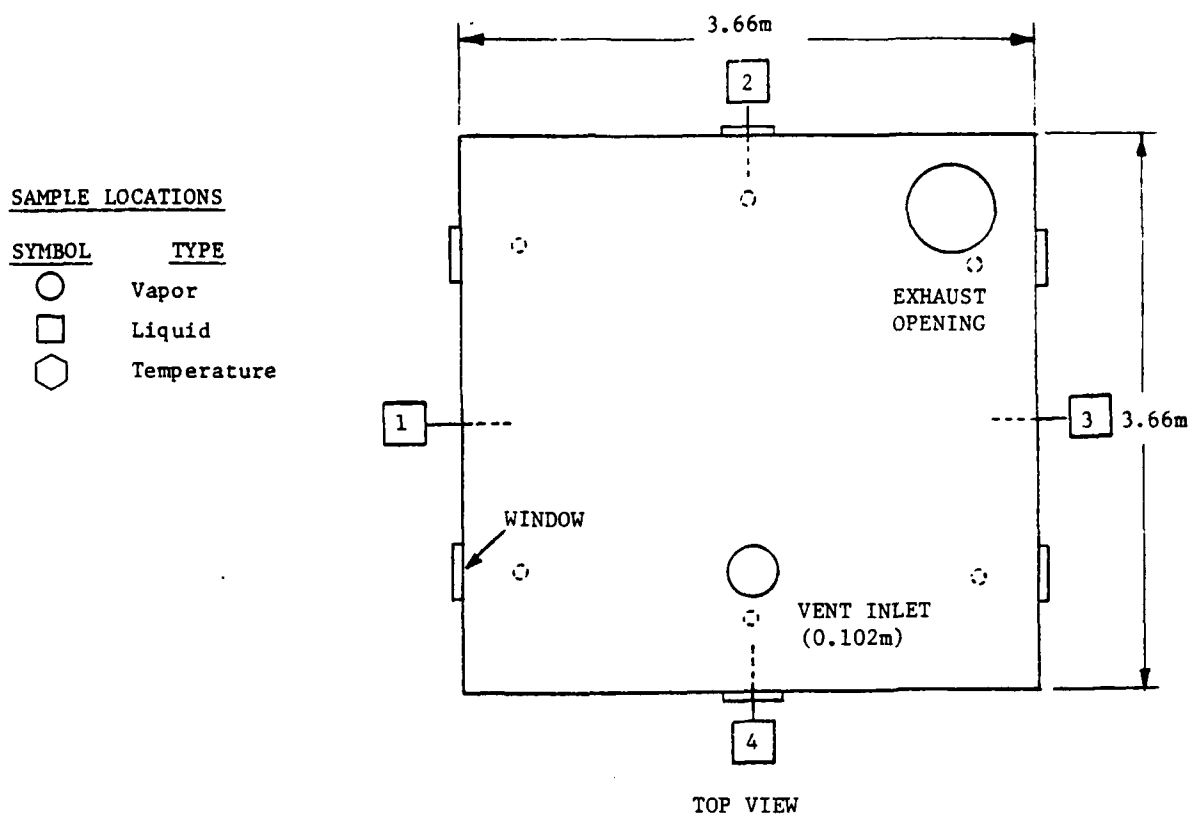 3.66m
2
SAMPLE LOCATIONS
SYMBOL TYPE
Vapor
Liquid
Temperature
EXHAUST
OPENING
1
3
3.66m
WINDOW
VENT INLET
(0.102m)
4
TOP VIEW